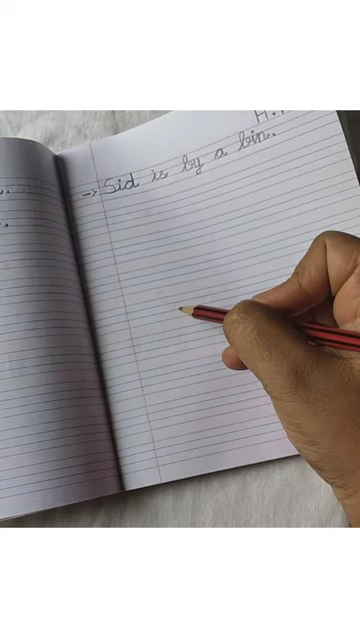 H.
→ Sid is by a bin.